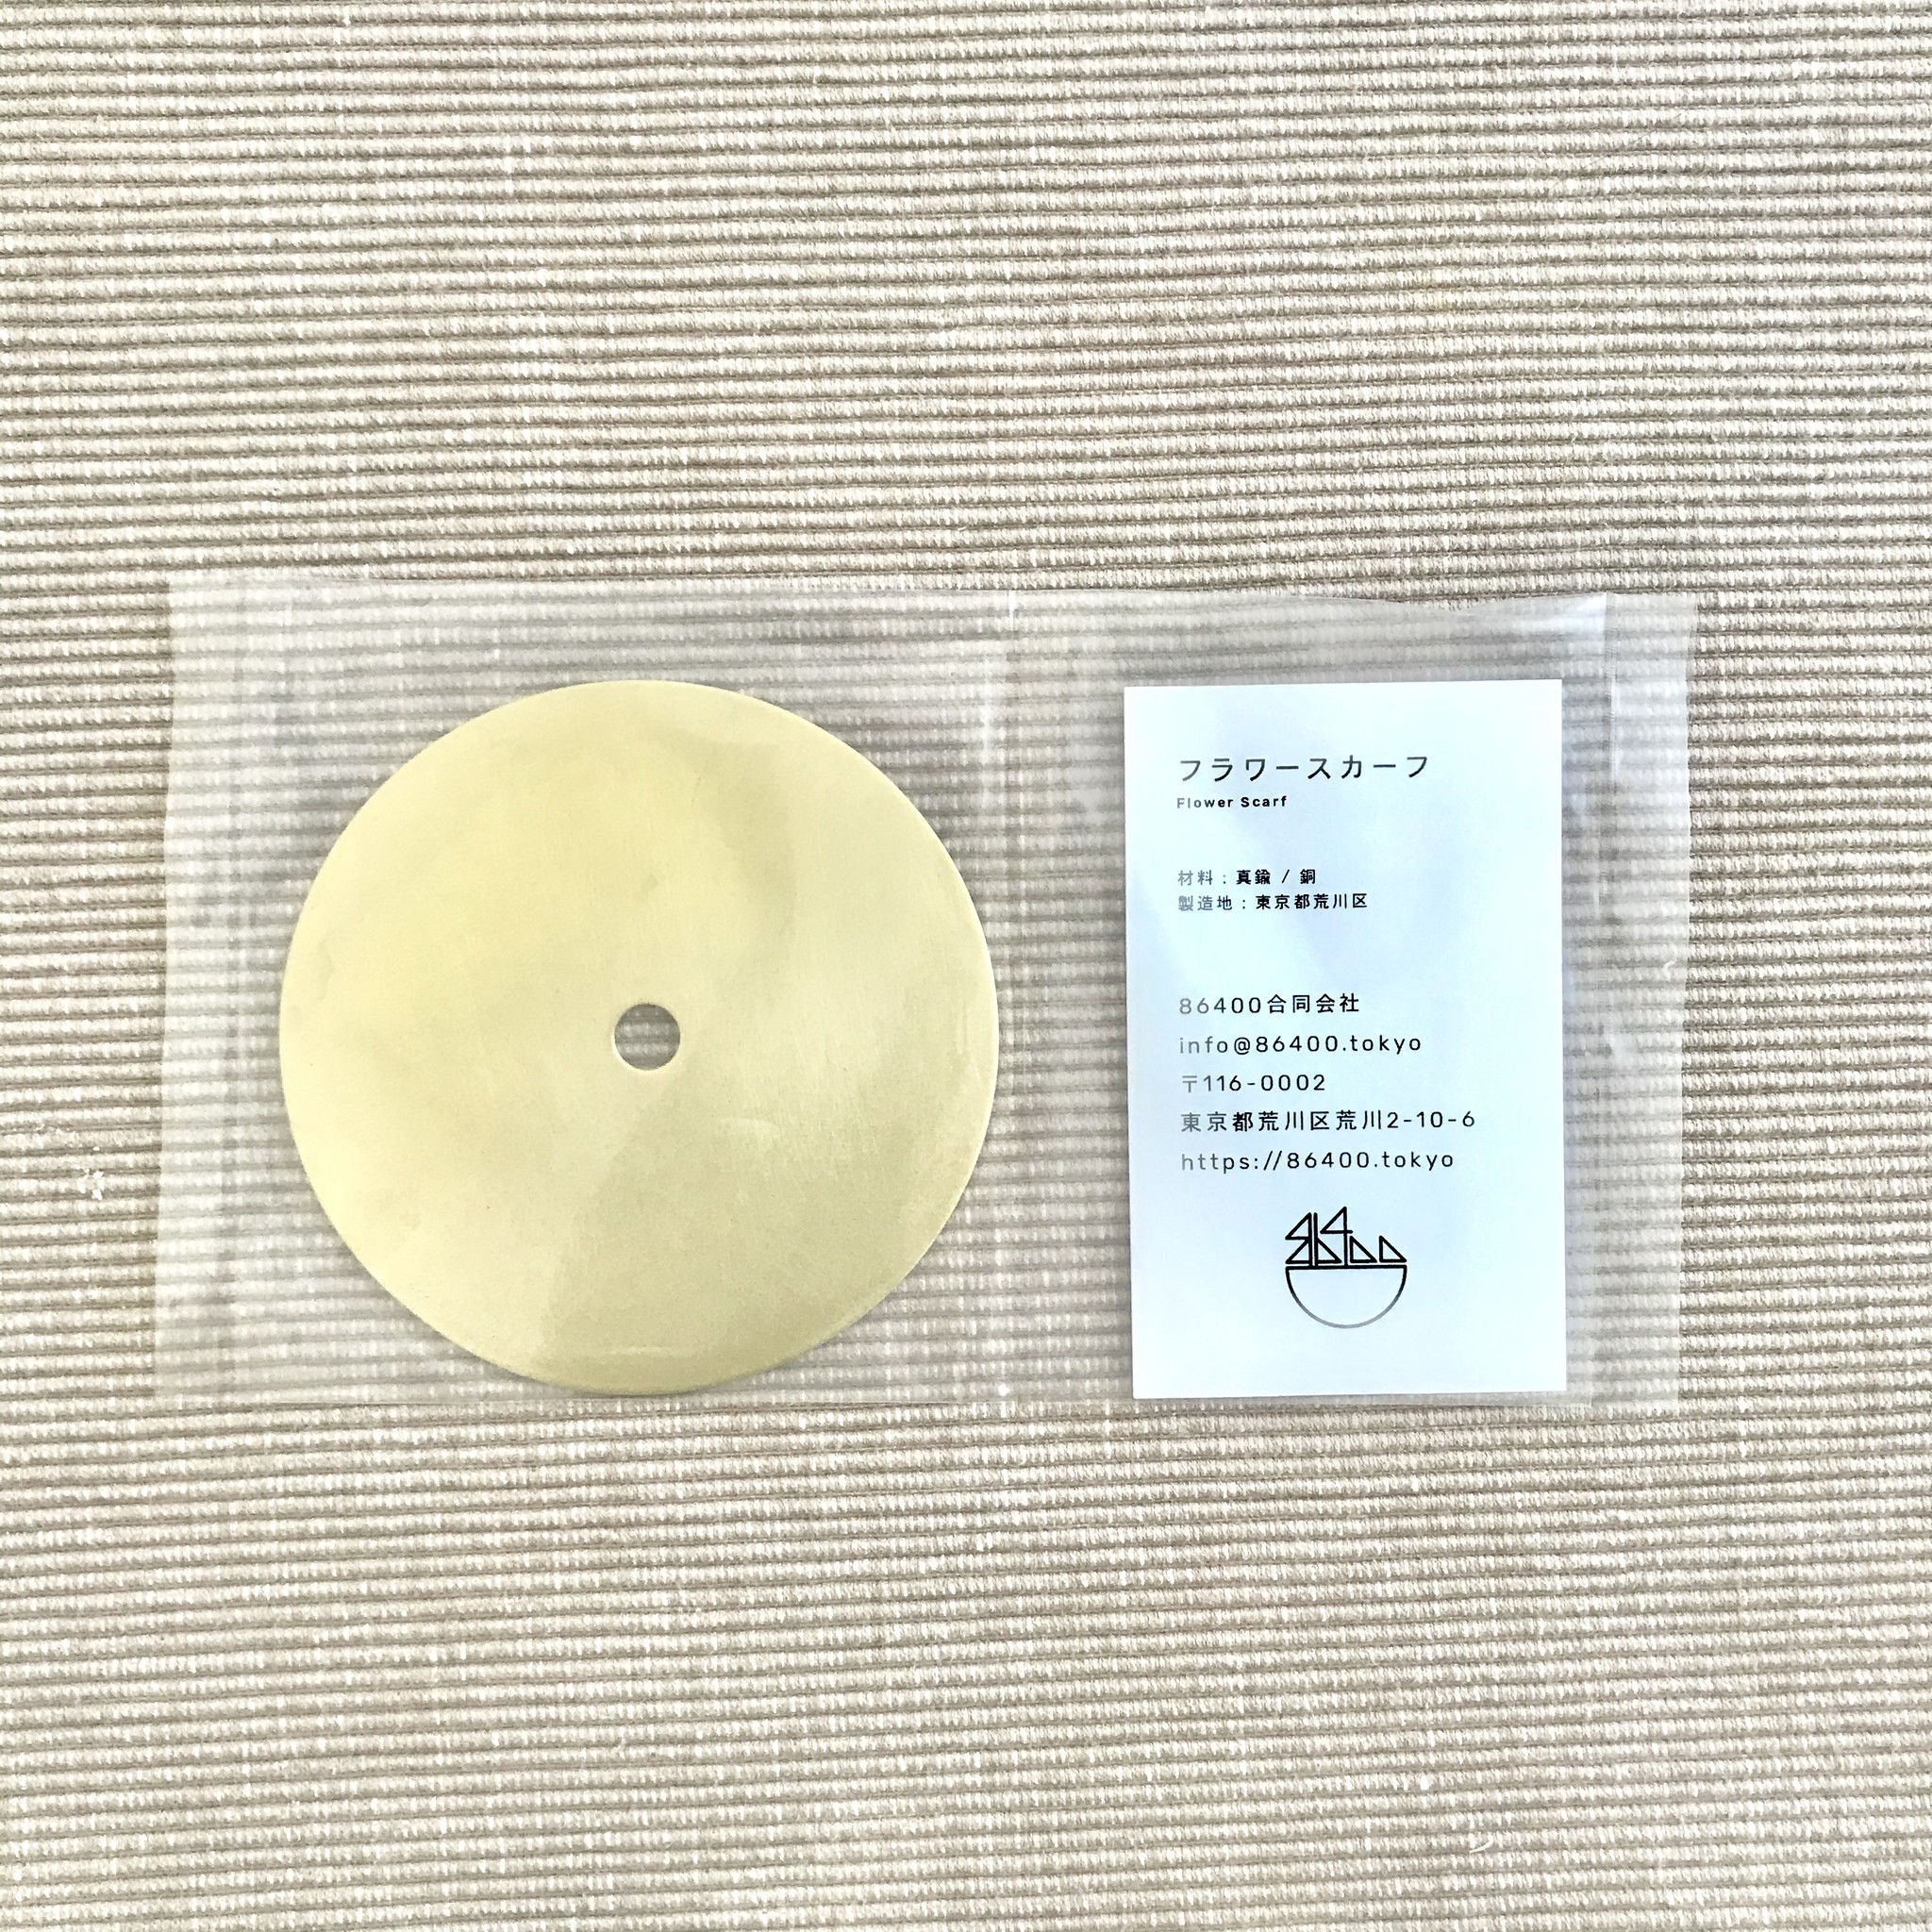 フラワースカーフ
Flower Scarf
材料 : 真鍮 / 銅
製造地 : 東京都荒川区
86400合同会社
info@86400.tokyo
〒116-0002
東京都荒川区荒川2-10-6
https://86400.tokyo
86400